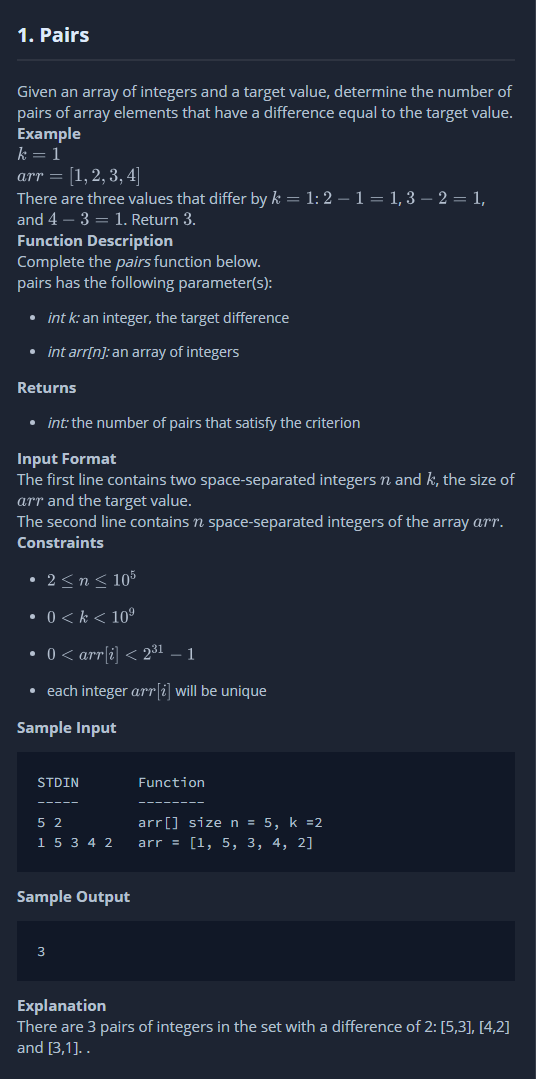 1. Pairs
Given an array of integers and a target value, determine the number of
pairs of array elements that have a difference equal to the target value.
Example
k = 1
arr = [1, 2, 3, 4]
There are three values that differ by k = 1: 2 − 1 = 1, 3 − 2 = 1,
and 4 − 3 = 1. Return 3.
Function Description
Complete the pairs function below.
pairs has the following parameter(s):
• int k: an integer, the target difference
• int arr[n]: an array of integers
Returns
• int: the number of pairs that satisfy the criterion
Input Format
The first line contains two space-separated integers n and k, the size of
arr and the target value.
The second line contains n space-separated integers of the array arr.
Constraints
• 2 ≤ n ≤ 10⁵
• 0 < k < 10⁹
• 0 < arr[i] < 2³¹ − 1
• each integer arr[i] will be unique
Sample Input
STDIN Function
----- --------
5 2 arr[] size n = 5, k =2
1 5 3 4 2 arr = [1, 5, 3, 4, 2]
Sample Output
3
Explanation
There are 3 pairs of integers in the set with a difference of 2: [5,3], [4,2]
and [3,1]. .